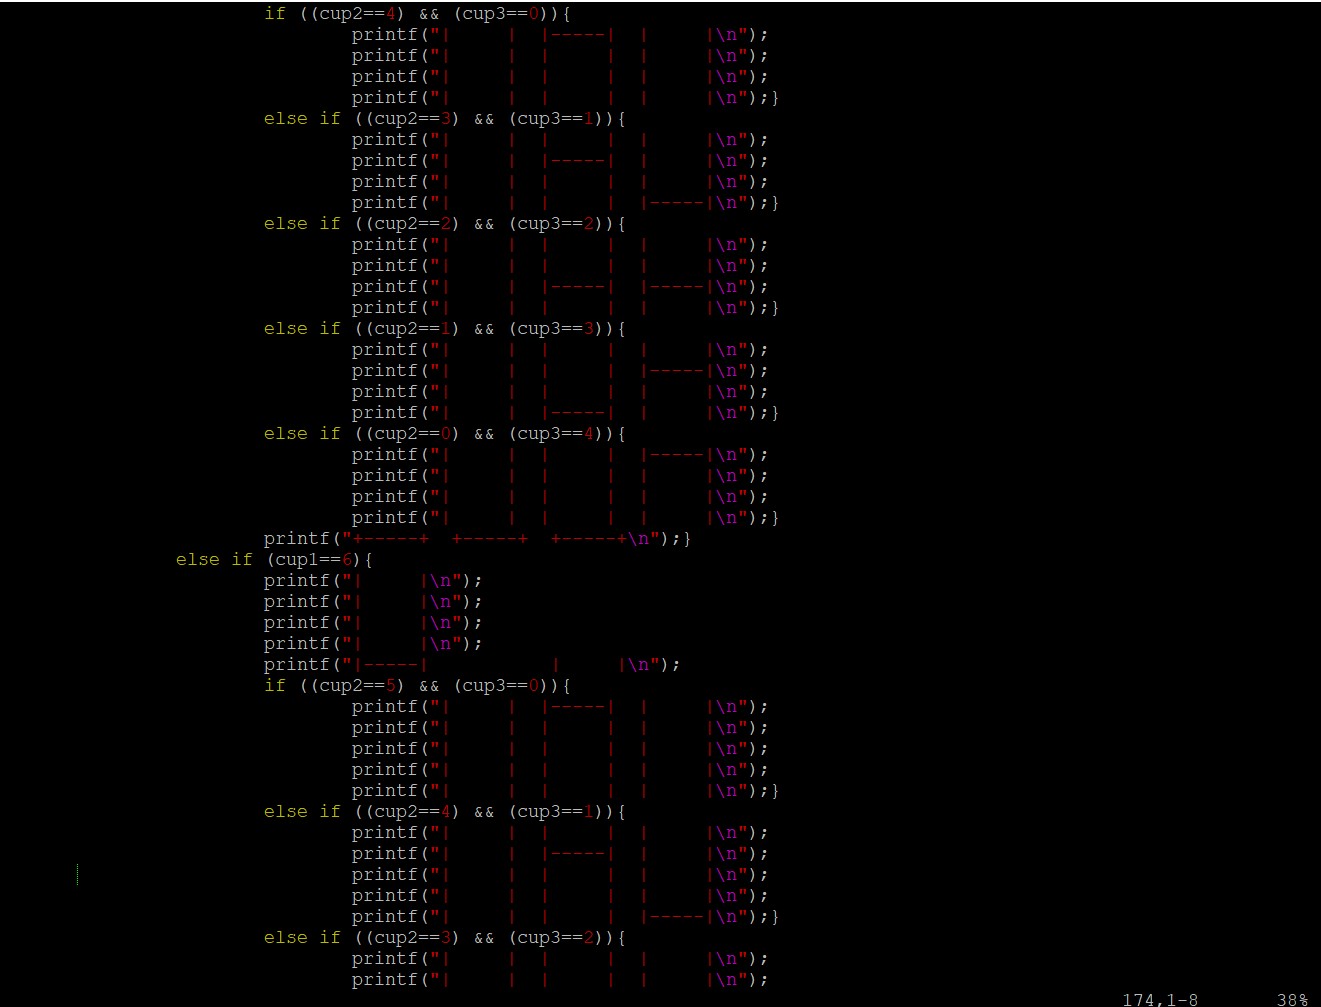 if ((cup2==4) && (cup3==0)){
                                printf("|     |  |-----|  |     |\n");
                                printf("|     |  |     |  |     |\n");
                                printf("|     |  |     |  |     |\n");
                                printf("|     |  |     |  |     |\n");}
                        else if ((cup2==3) && (cup3==1)){
                                printf("|     |  |     |  |     |\n");
                                printf("|     |  |-----|  |     |\n");
                                printf("|     |  |     |  |     |\n");
                                printf("|     |  |     |  |-----|\n");}
                        else if ((cup2==2) && (cup3==2)){
                                printf("|     |  |     |  |     |\n");
                                printf("|     |  |     |  |     |\n");
                                printf("|     |  |-----|  |-----|\n");
                                printf("|     |  |     |  |     |\n");}
                        else if ((cup2==1) && (cup3==3)){
                                printf("|     |  |     |  |     |\n");
                                printf("|     |  |     |  |-----|\n");
                                printf("|     |  |     |  |     |\n");
                                printf("|     |  |-----|  |     |\n");}
                        else if ((cup2==0) && (cup3==4)){
                                printf("|     |  |     |  |-----|\n");
                                printf("|     |  |     |  |     |\n");
                                printf("|     |  |     |  |     |\n");
                                printf("|     |  |     |  |     |\n");}
                        printf("+-----+  +-----+  +-----+\n");}
                else if (cup1==6){
                        printf("|     |\n");
                        printf("|     |\n");
                        printf("|     |\n");
                        printf("|     |\n");
                        printf("|-----|           |     |\n");
                        if ((cup2==5) && (cup3==0)){
                                printf("|     |  |-----|  |     |\n");
                                printf("|     |  |     |  |     |\n");
                                printf("|     |  |     |  |     |\n");
                                printf("|     |  |     |  |     |\n");
                                printf("|     |  |     |  |     |\n");}
                        else if ((cup2==4) && (cup3==1)){
                                printf("|     |  |     |  |     |\n");
                                printf("|     |  |-----|  |     |\n");
                                printf("|     |  |     |  |     |\n");
                                printf("|     |  |     |  |     |\n");
                                printf("|     |  |     |  |-----|\n");}
                        else if ((cup2==3) && (cup3==2)){
                                printf("|     |  |     |  |     |\n");
                                printf("|     |  |     |  |     |\n");
174,1-8       38%